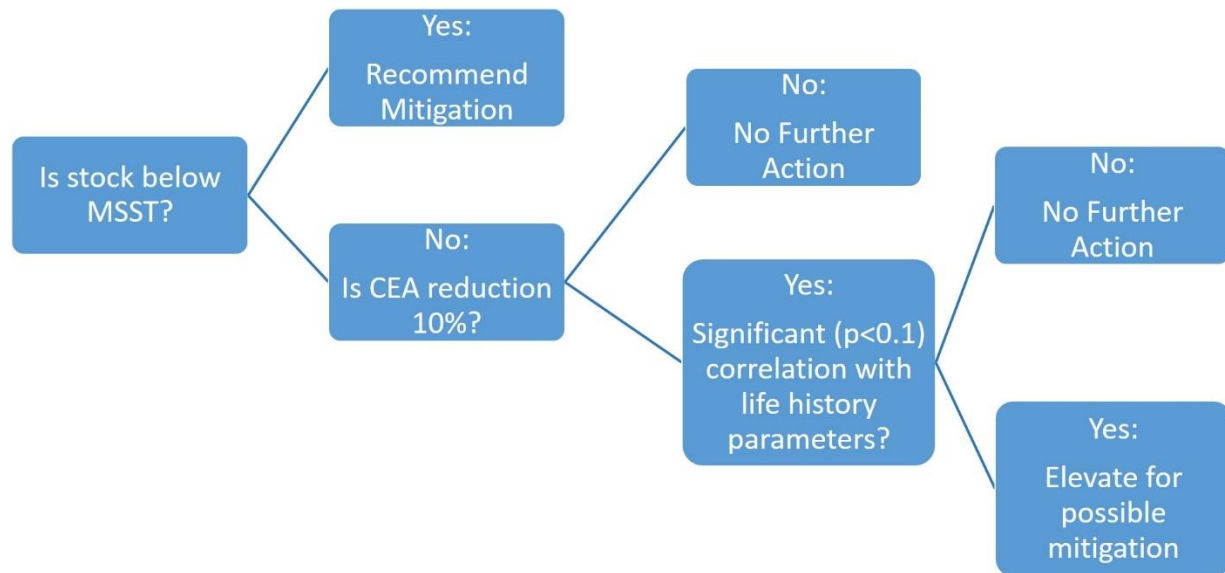 Is stock below
MSST?
Yes:
Recommend
Mitigation
No:
Is CEA reduction
10%?
No:
No Further
Action
Yes:
Significant (p<0.1)
correlation with
life history
parameters?
No:
No Further
Action
Yes:
Elevate for
possible
mitigation